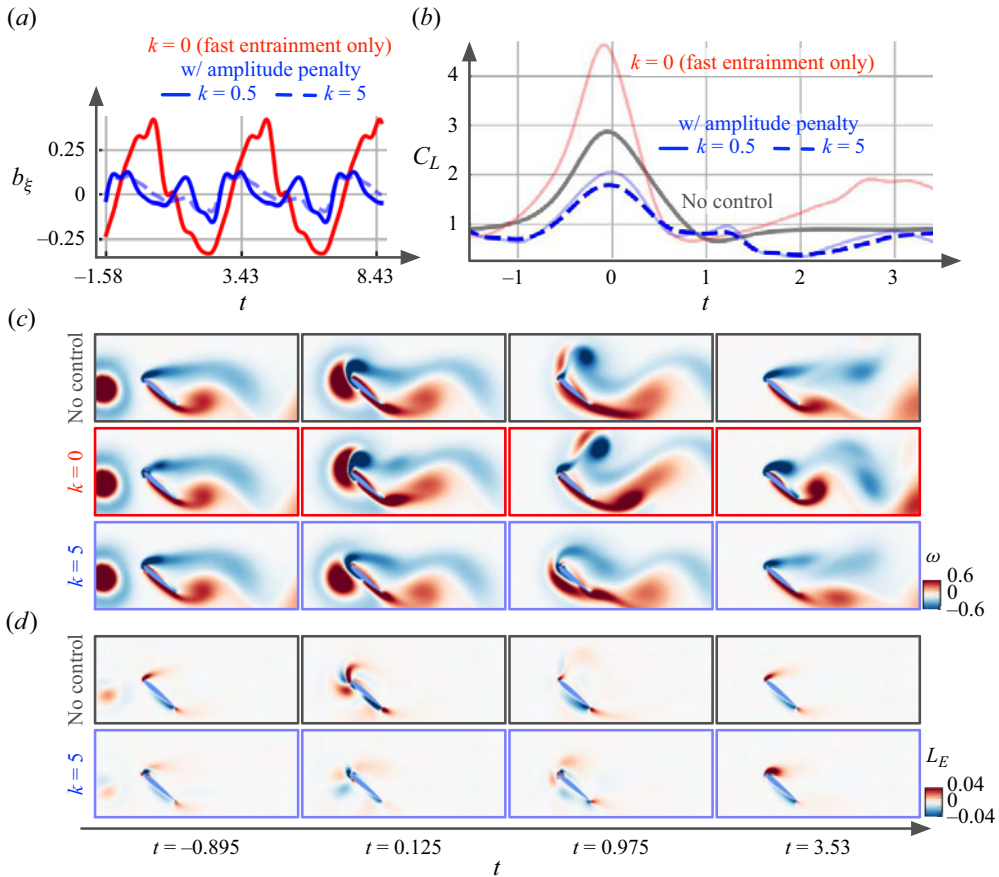 (a)
k = 0 (fast entrainment only)
w/ amplitude penalty
k = 0.5 k = 5
0.25
0
−0.25
b_ξ
−1.58 3.43 8.43
t
(b)
k = 0 (fast entrainment only)
w/ amplitude penalty
k = 0.5 k = 5
No control
4
3
2
1
C_L
−1 0 1 2 3
t
(c)
No control
k = 0
k = 5
ω
0.6
0
−0.6
(d)
No control
k = 5
L_E
0.04
0
−0.04
t = −0.895 t = 0.125 t = 0.975 t = 3.53
t